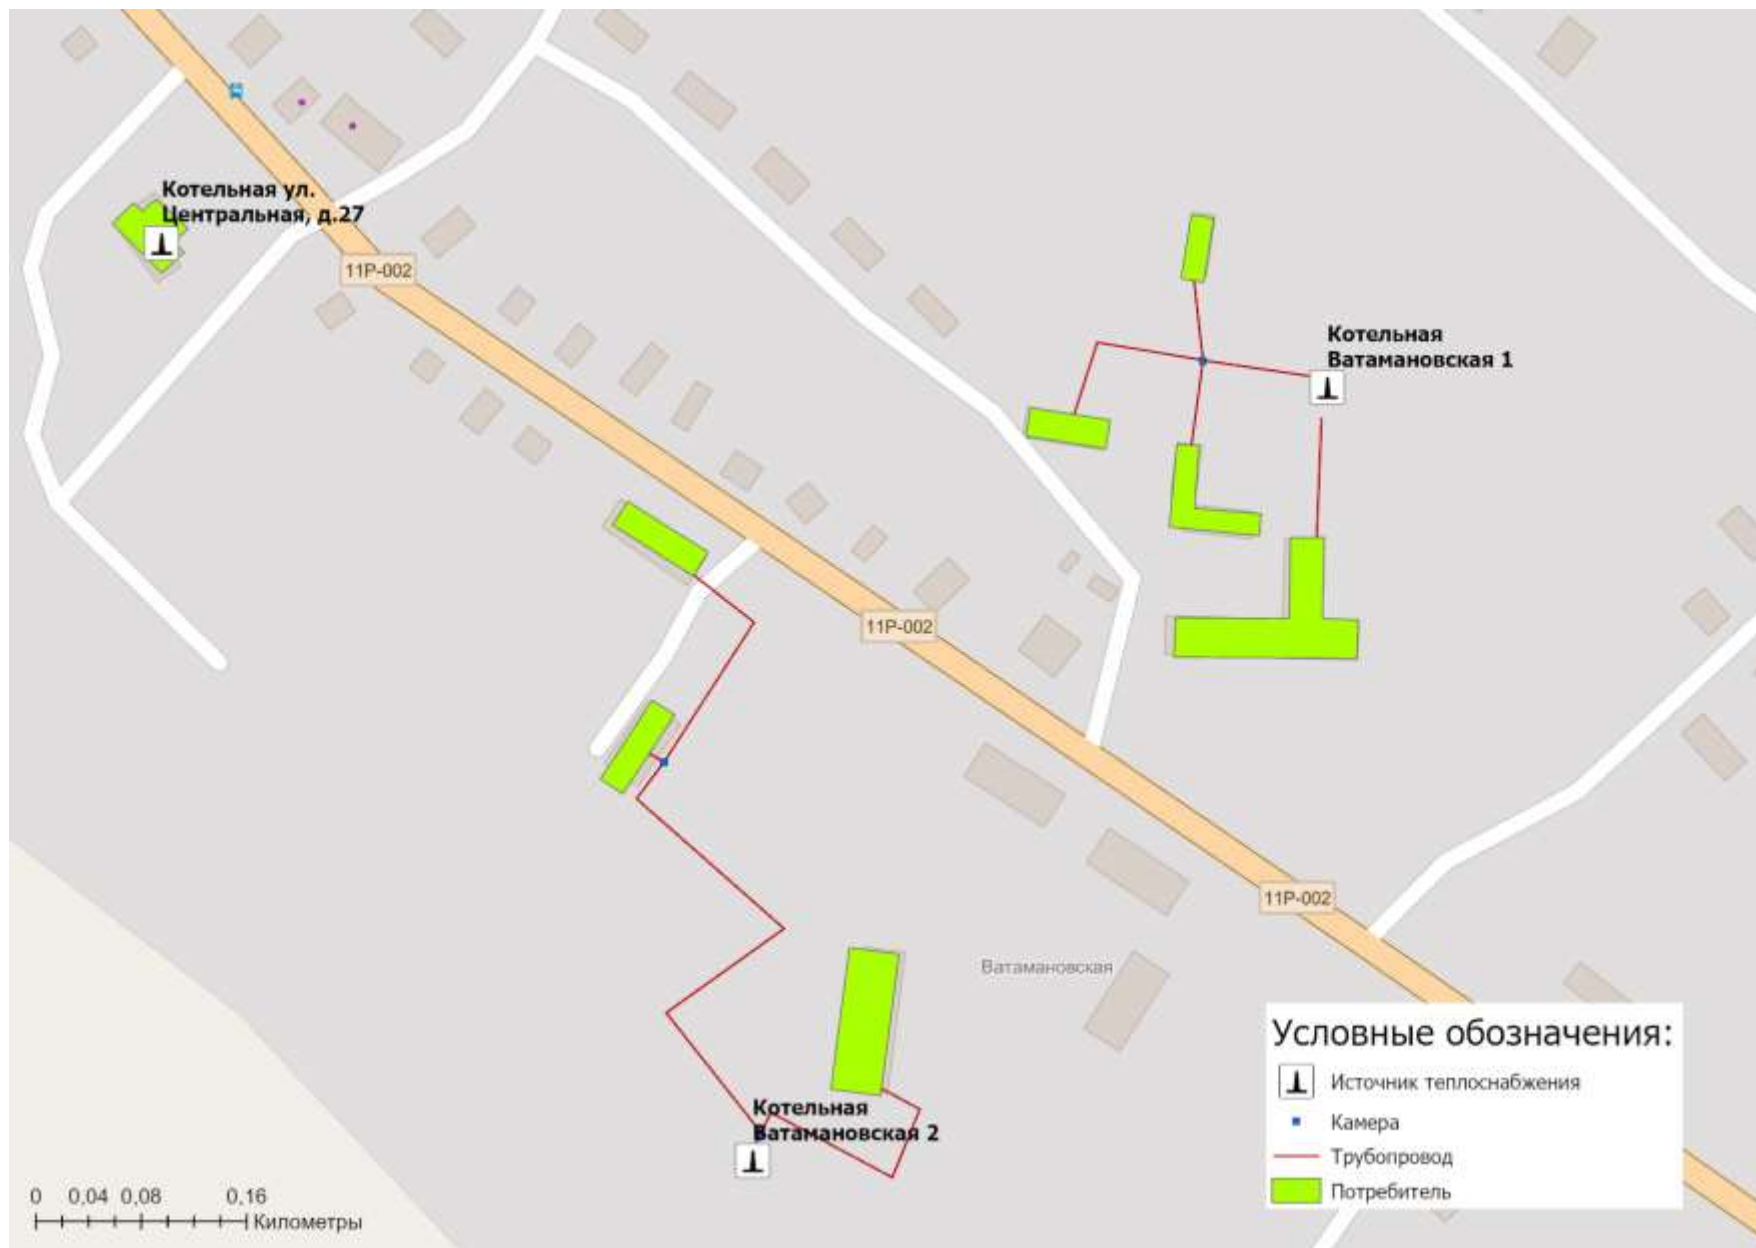 Котельная ул.
Центральная, д.27
11Р-002
Котельная
Ватамановская 1
11Р-002
11Р-002
Ватамановская
Котельная
Ватамановская 2
Условные обозначения:
Источник теплоснабжения
Камера
Трубопровод
Потребитель
0 0,04 0,08 0,16
Километры